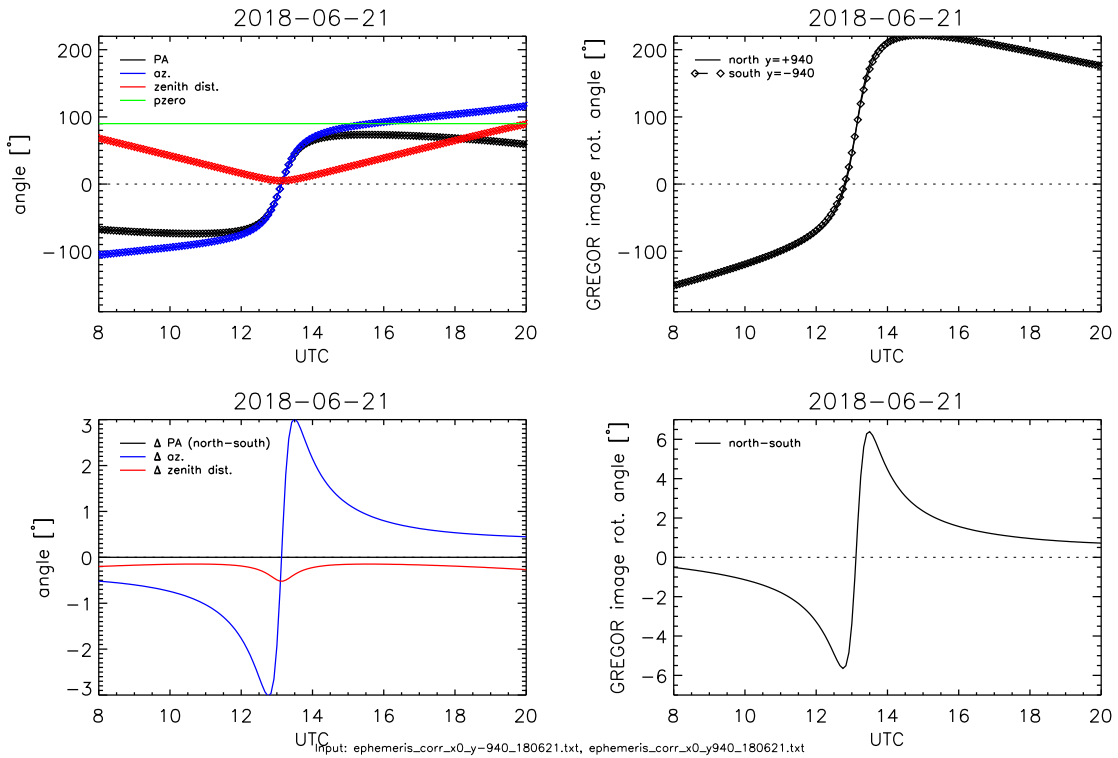 2018-06-21
200
100
0
-100
angle [°]
PA
az.
zenith dist.
pzero
8 10 12 14 16 18 20
UTC
2018-06-21
200
100
0
-100
GREGOR image rot. angle [°]
north y=+940
south y=-940
8 10 12 14 16 18 20
UTC
2018-06-21
3
2
1
0
-1
-2
-3
angle [°]
Δ PA (north-south)
Δ az.
Δ zenith dist.
8 10 12 14 16 18 20
UTC
2018-06-21
6
4
2
0
-2
-4
-6
GREGOR image rot. angle [°]
north-south
8 10 12 14 16 18 20
UTC
Input: ephemeris_corr_x0_y-940_180621.txt, ephemeris_corr_x0_y940_180621.txt